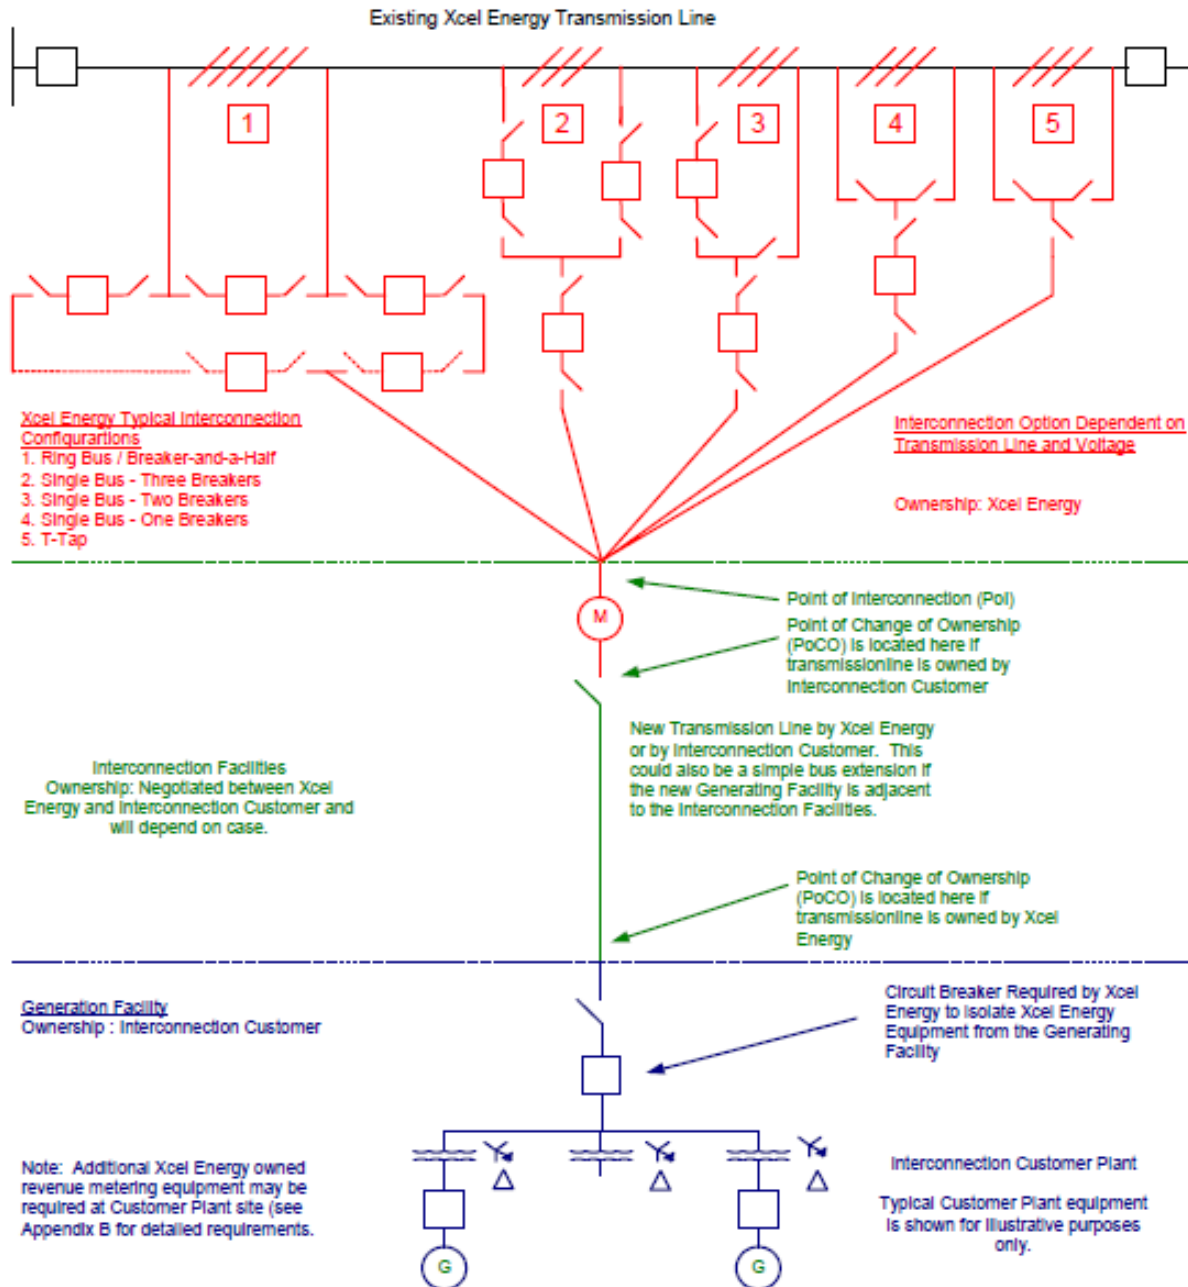 Existing Xcel Energy Transmission Line
1
2
3
4
5
Xcel Energy Typical Interconnection
Configurartions
1. Ring Bus / Breaker-and-a-Half
2. Single Bus - Three Breakers
3. Single Bus - Two Breakers
4. Single Bus - One Breakers
5. T-Tap
Interconnection Option Dependent on
Transmission Line and Voltage
Ownership: Xcel Energy
Point of Interconnection (PoI)
M
Point of Change of Ownership
(PoCO) is located here if
transmissionline is owned by
Interconnection Customer
New Transmission Line by Xcel Energy
or by Interconnection Customer.  This
could also be a simple bus extension if
the new Generating Facility is adjacent
to the Interconnection Facilities.
Interconnection Facilities
Ownership: Negotiated between Xcel
Energy and Interconnection Customer and
will depend on case.
Point of Change of Ownership
(PoCO) is located here if
transmissionline is owned by Xcel
Energy
Generation Facility
Ownership : Interconnection Customer
Circuit Breaker Required by Xcel
Energy to Isolate Xcel Energy
Equipment from the Generating
Facility
Note:  Additional Xcel Energy owned
revenue metering equipment may be
required at Customer Plant site (see
Appendix B for detailed requirements.
Interconnection Customer Plant
Typical Customer Plant equipment
is shown for illustrative purposes
only.
G
G